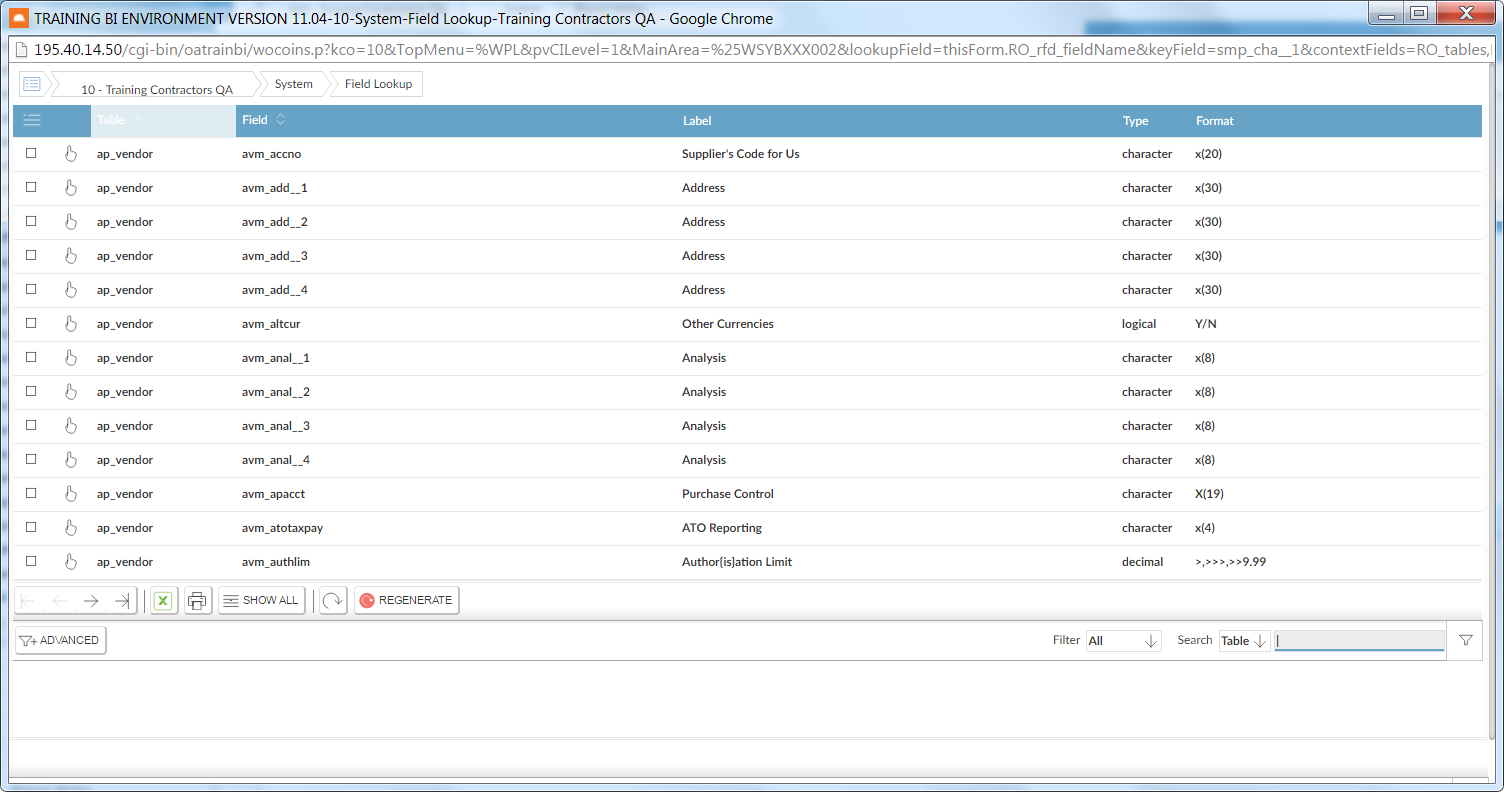 TRAINING BI ENVIRONMENT VERSION 11.04-10-System-Field Lookup-Training Contractors QA - Google Chrome
195.40.14.50/cgi-bin/oatrainbi/wocoins.p?kco=10&TopMenu=%WPL&pvCILevel=1&MainArea=%25WSYBXXX002&lookupField=thisForm.RO_rfd_fieldName&keyField=smp_cha__1&contextFields=RO_tables,
10 - Training Contractors QA System Field Lookup
Table Field Label Type Format
ap_vendor avm_accno Supplier's Code for Us character x(20)
ap_vendor avm_add__1 Address character x(30)
ap_vendor avm_add__2 Address character x(30)
ap_vendor avm_add__3 Address character x(30)
ap_vendor avm_add__4 Address character x(30)
ap_vendor avm_altcur Other Currencies logical Y/N
ap_vendor avm_anal__1 Analysis character x(8)
ap_vendor avm_anal__2 Analysis character x(8)
ap_vendor avm_anal__3 Analysis character x(8)
ap_vendor avm_anal__4 Analysis character x(8)
ap_vendor avm_apacct Purchase Control character X(19)
ap_vendor avm_atotaxpay ATO Reporting character x(4)
ap_vendor avm_authlim Author{is}ation Limit decimal >,>>>,>>9.99
SHOW ALL REGENERATE
ADVANCED Filter All Search Table